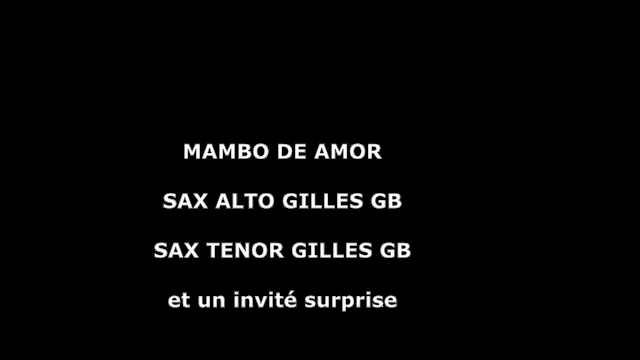 MAMBO DE AMOR
SAX ALTO GILLES GB
SAX TENOR GILLES GB
et un invité surprise